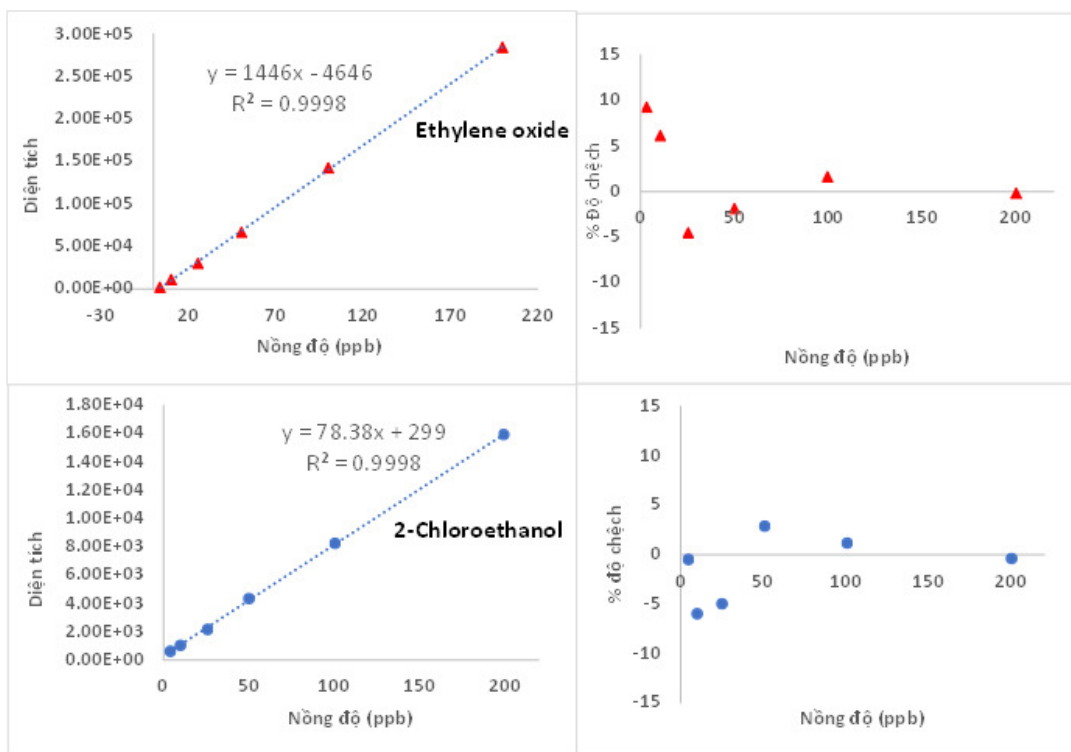 3.00E+05
2.50E+05
2.00E+05
1.50E+05
1.00E+05
5.00E+04
0.00E+00
Diện tích
y = 1446x - 4646
R² = 0.9998
Ethylene oxide
-30 20 70 120 170 220
Nồng độ (ppb)
15
10
5
0
-5
-10
-15
% Độ chệch
0 50 100 150 200
Nồng độ (ppb)
1.80E+04
1.60E+04
1.40E+04
1.20E+04
1.00E+04
8.00E+03
6.00E+03
4.00E+03
2.00E+03
0.00E+00
Diện tích
y = 78.38x + 299
R² = 0.9998
2-Chloroethanol
0 50 100 150 200
Nồng độ (ppb)
15
10
5
0
-5
-10
-15
% độ chệch
0 50 100 150 200
Nồng độ (ppb)